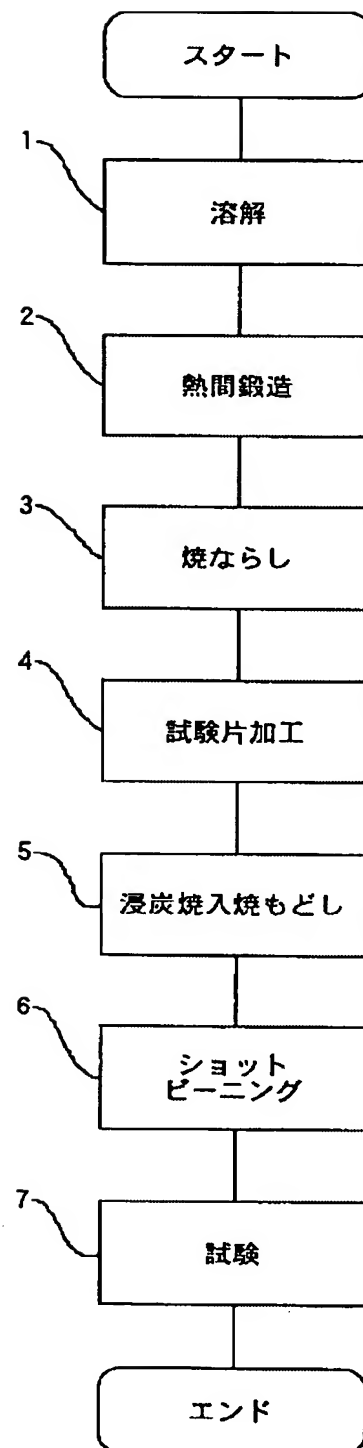 スタート
1
溶解
2
熱間鍛造
3
焼ならし
4
試験片加工
5
浸炭焼入焼もどし
6
ショット
ピーニング
7
試験
エンド